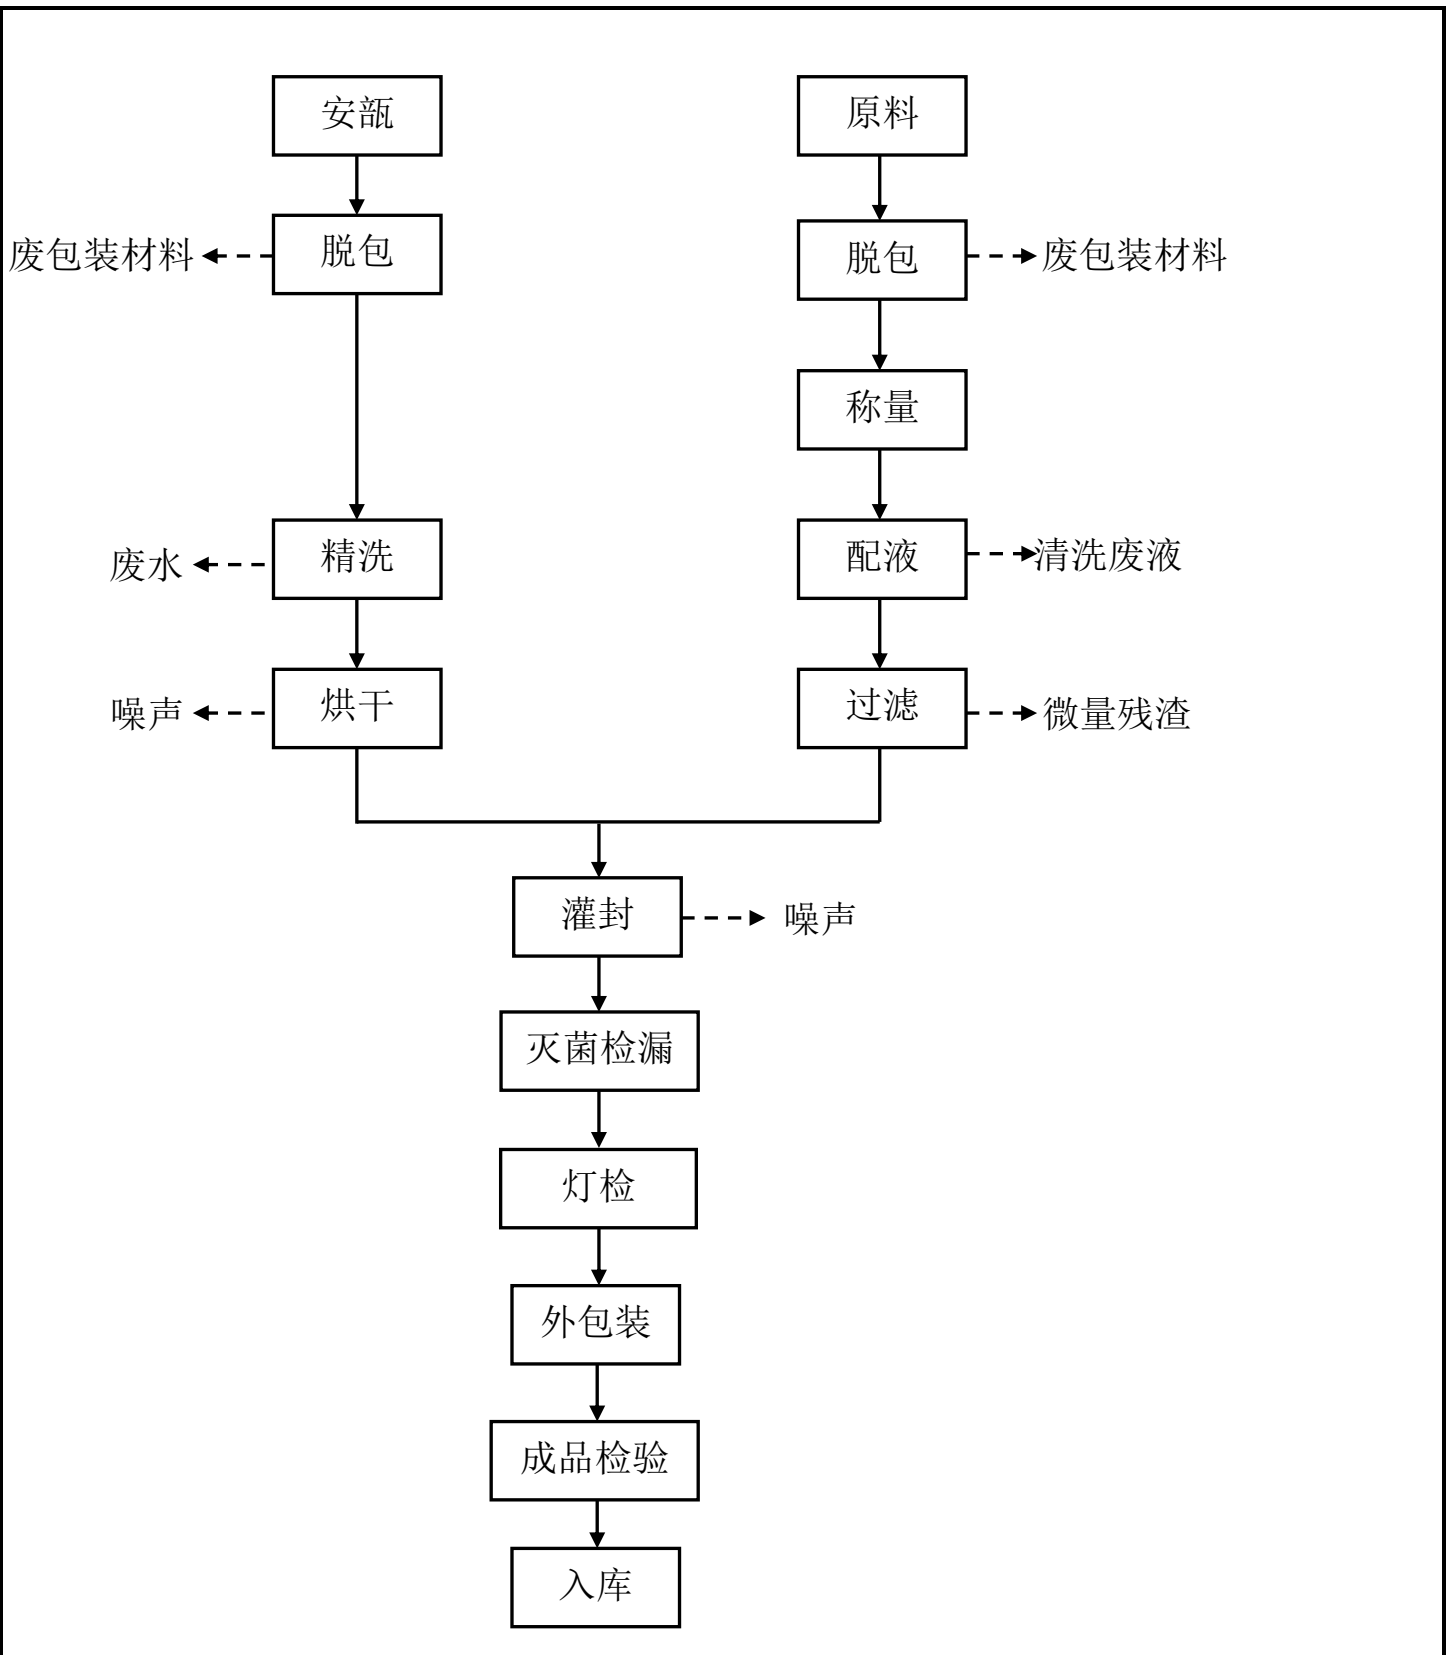 安瓿
原料
废包装材料
脱包
脱包
废包装材料
称量
废水
精洗
配液
清洗废液
噪声
烘干
过滤
微量残渣
灌封
噪声
灭菌检漏
灯检
外包装
成品检验
入库